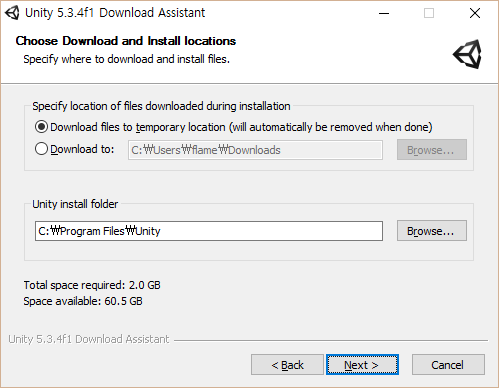 Unity 5.3.4f1 Download Assistant
Choose Download and Install locations
Specify where to download and install files.
Specify location of files downloaded during installation
Download files to temporary location (will automatically be removed when done)
Download to:
C:₩Users₩flame₩Downloads
Browse...
Unity install folder
C:₩Program Files₩Unity
Browse...
Total space required: 2.0 GB
Space available: 60.5 GB
Unity 5.3.4f1 Download Assistant
< Back
Next >
Cancel